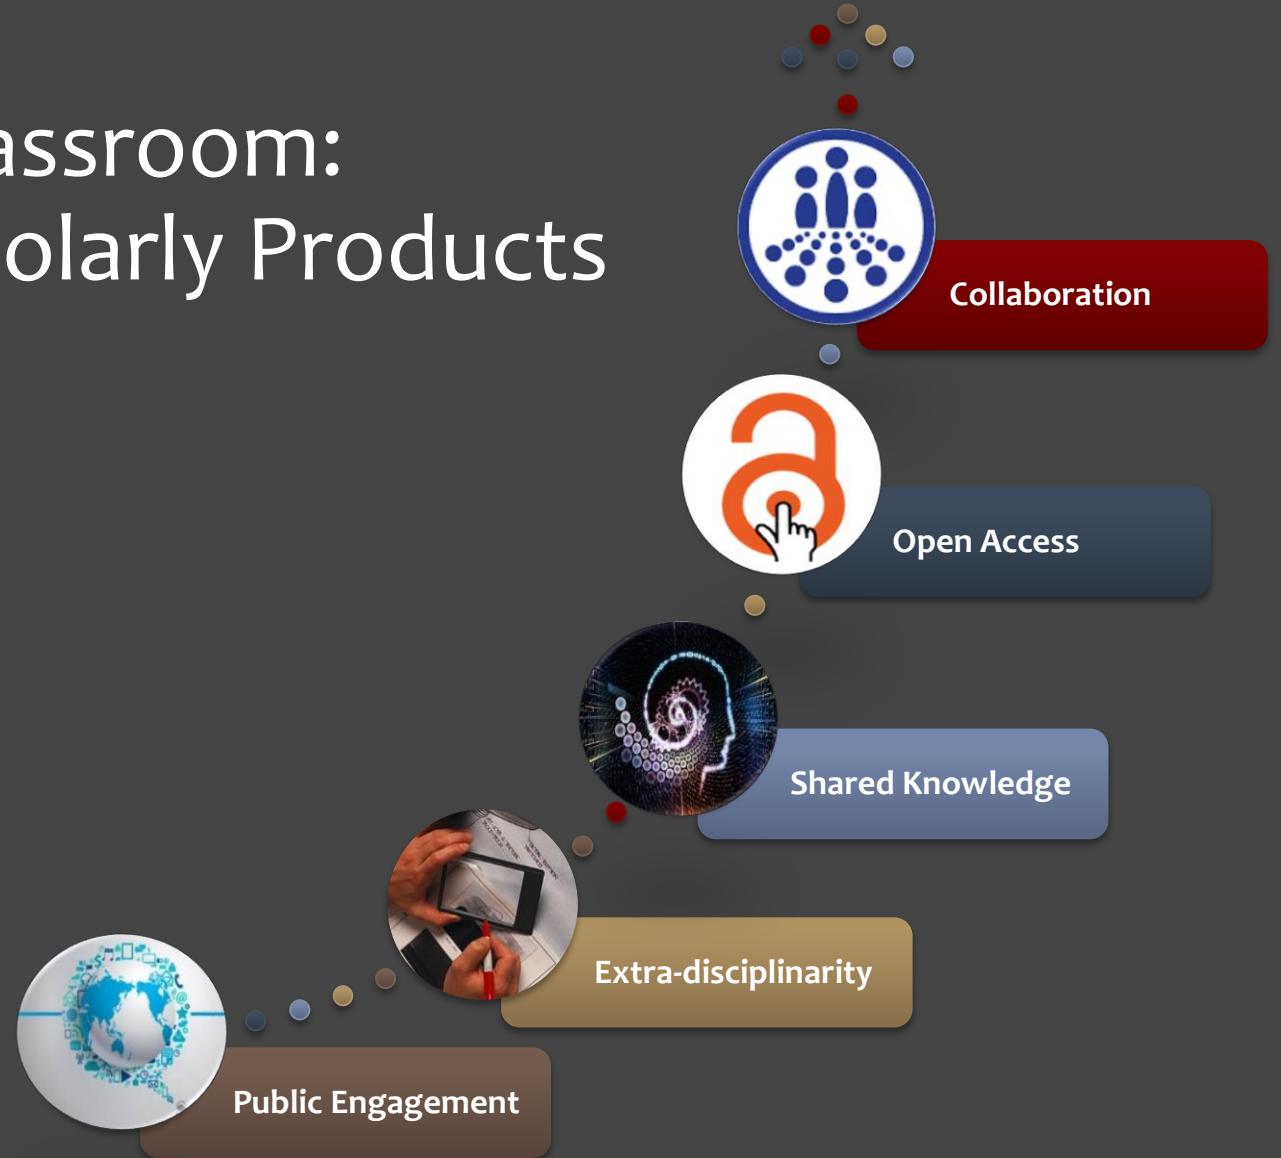 assroom:
olarly Products
Collaboration
Open Access
Shared Knowledge
Extra-disciplinarity
Public Engagement